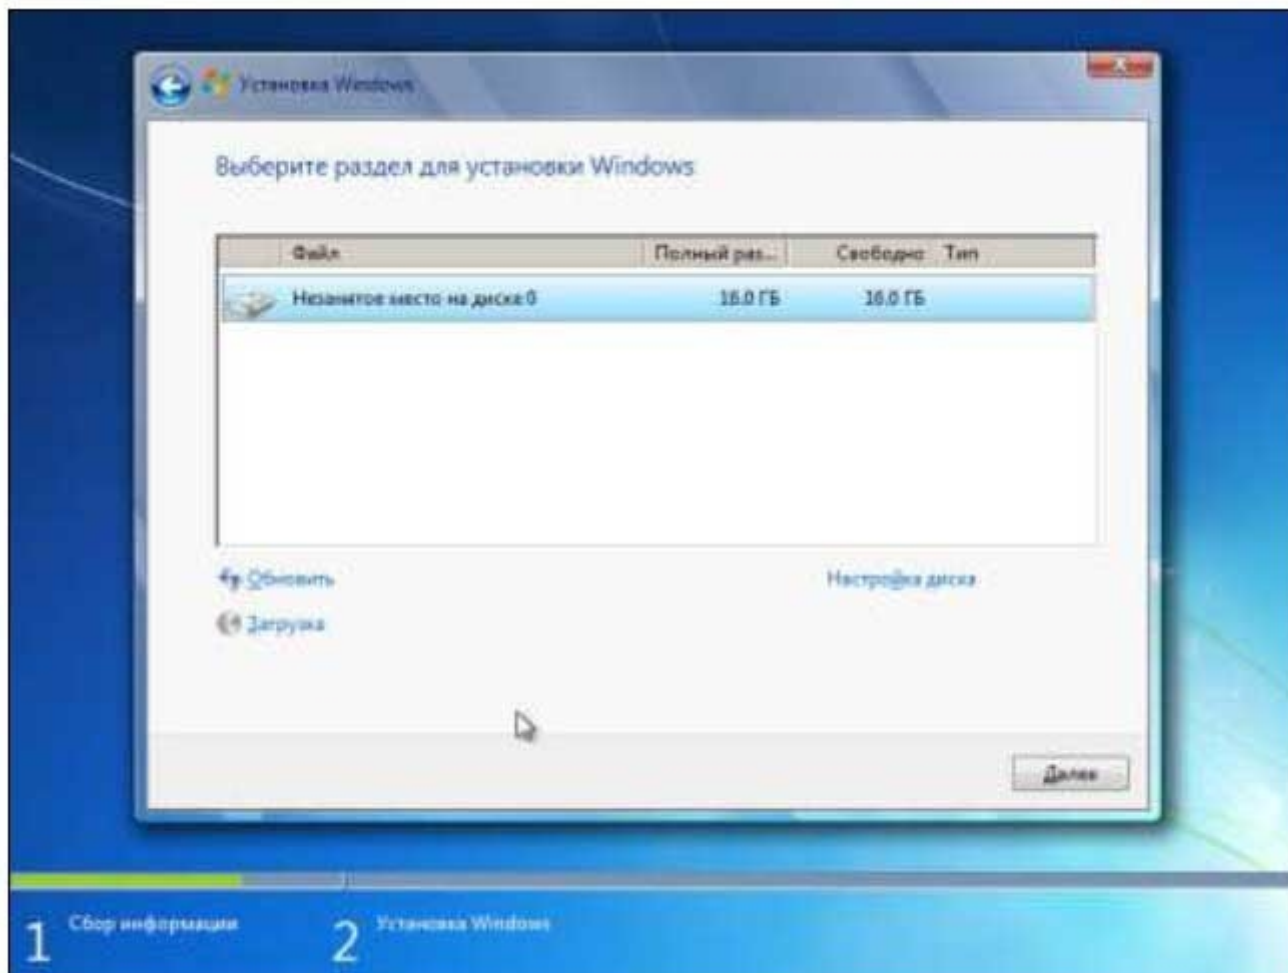 Установка Windows
Выберите раздел для установки Windows
Файл Полный раз... Свободно Тип
Незанятое место на диске 0 16.0 ГБ 16.0 ГБ
Обновить Настройка диска
Загрузка
Далее
1 Сбор информации 2 Установка Windows